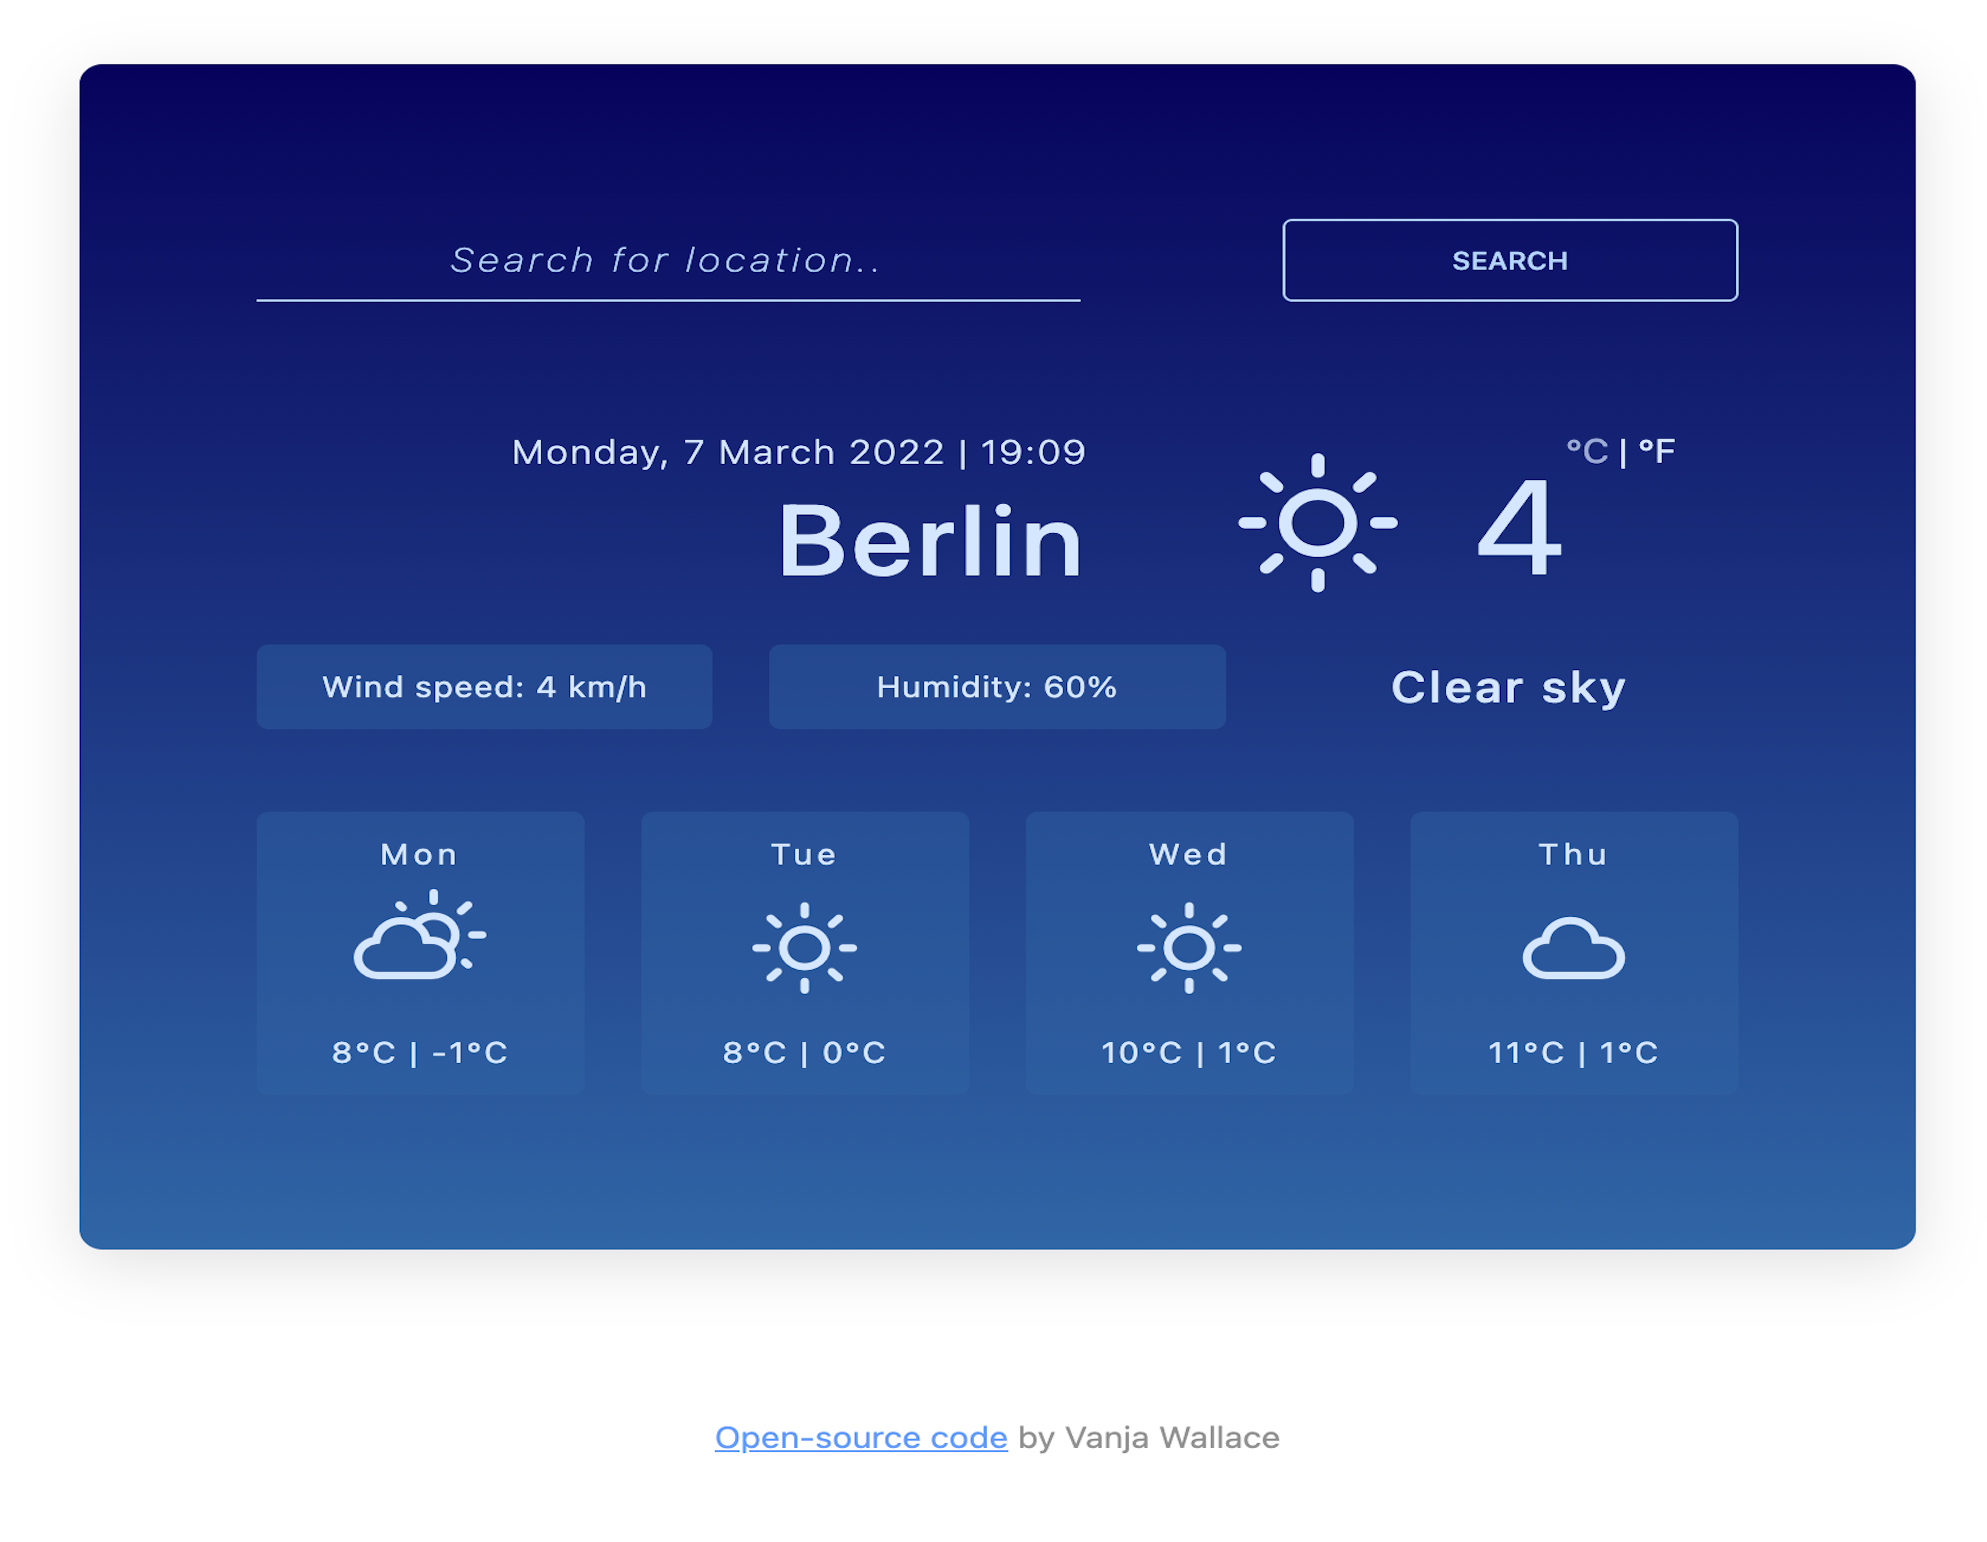 Search for location..
SEARCH
Monday, 7 March 2022 | 19:09
Berlin
4
°C | °F
Wind speed: 4 km/h
Humidity: 60%
Clear sky
Mon
8°C | -1°C
Tue
8°C | 0°C
Wed
10°C | 1°C
Thu
11°C | 1°C
Open-source code by Vanja Wallace